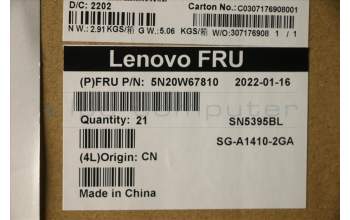 D/C: 2202
Carton No.: C0307176908001
N W.: 2.91 KGS/箱 G W.: 5.06 KGS/箱 W/O:307176908 1 / 1
Lenovo FRU
(P)FRU P/N: 5N20W67810 2022-01-16
Quantity: 21 SN5395BL
SG-A1410-2GA
(4L)Origin: CN
Made in China